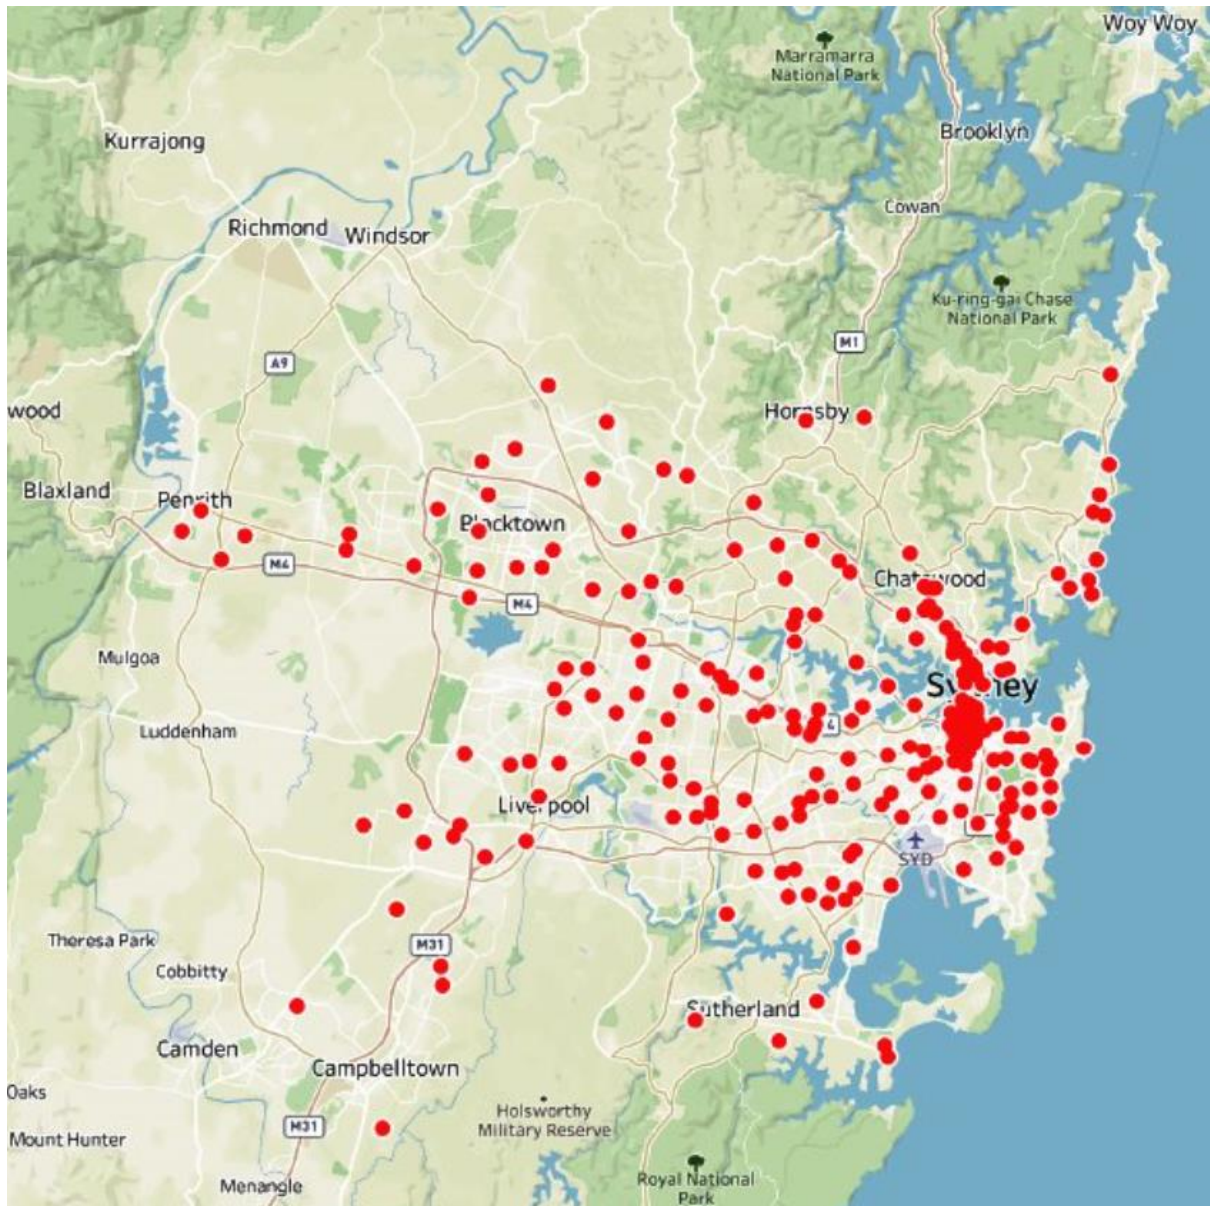 Woy Woy
Marramarra
National Park
Brooklyn
Kurrajong
Cowan
Richmond
Windsor
Ku-ring-gai Chase
National Park
M1
A9
wood
Hornsby
Blaxland
Penrith
Blacktown
M4
Chatswood
M4
Mulgoa
Sydney
Luddenham
4
Liverpool
SYD
Theresa Park
M31
Cobbitty
Sutherland
Camden
Campbelltown
Oaks
Holsworthy
Military Reserve
M31
Mount Hunter
Menangle
Royal National
Park